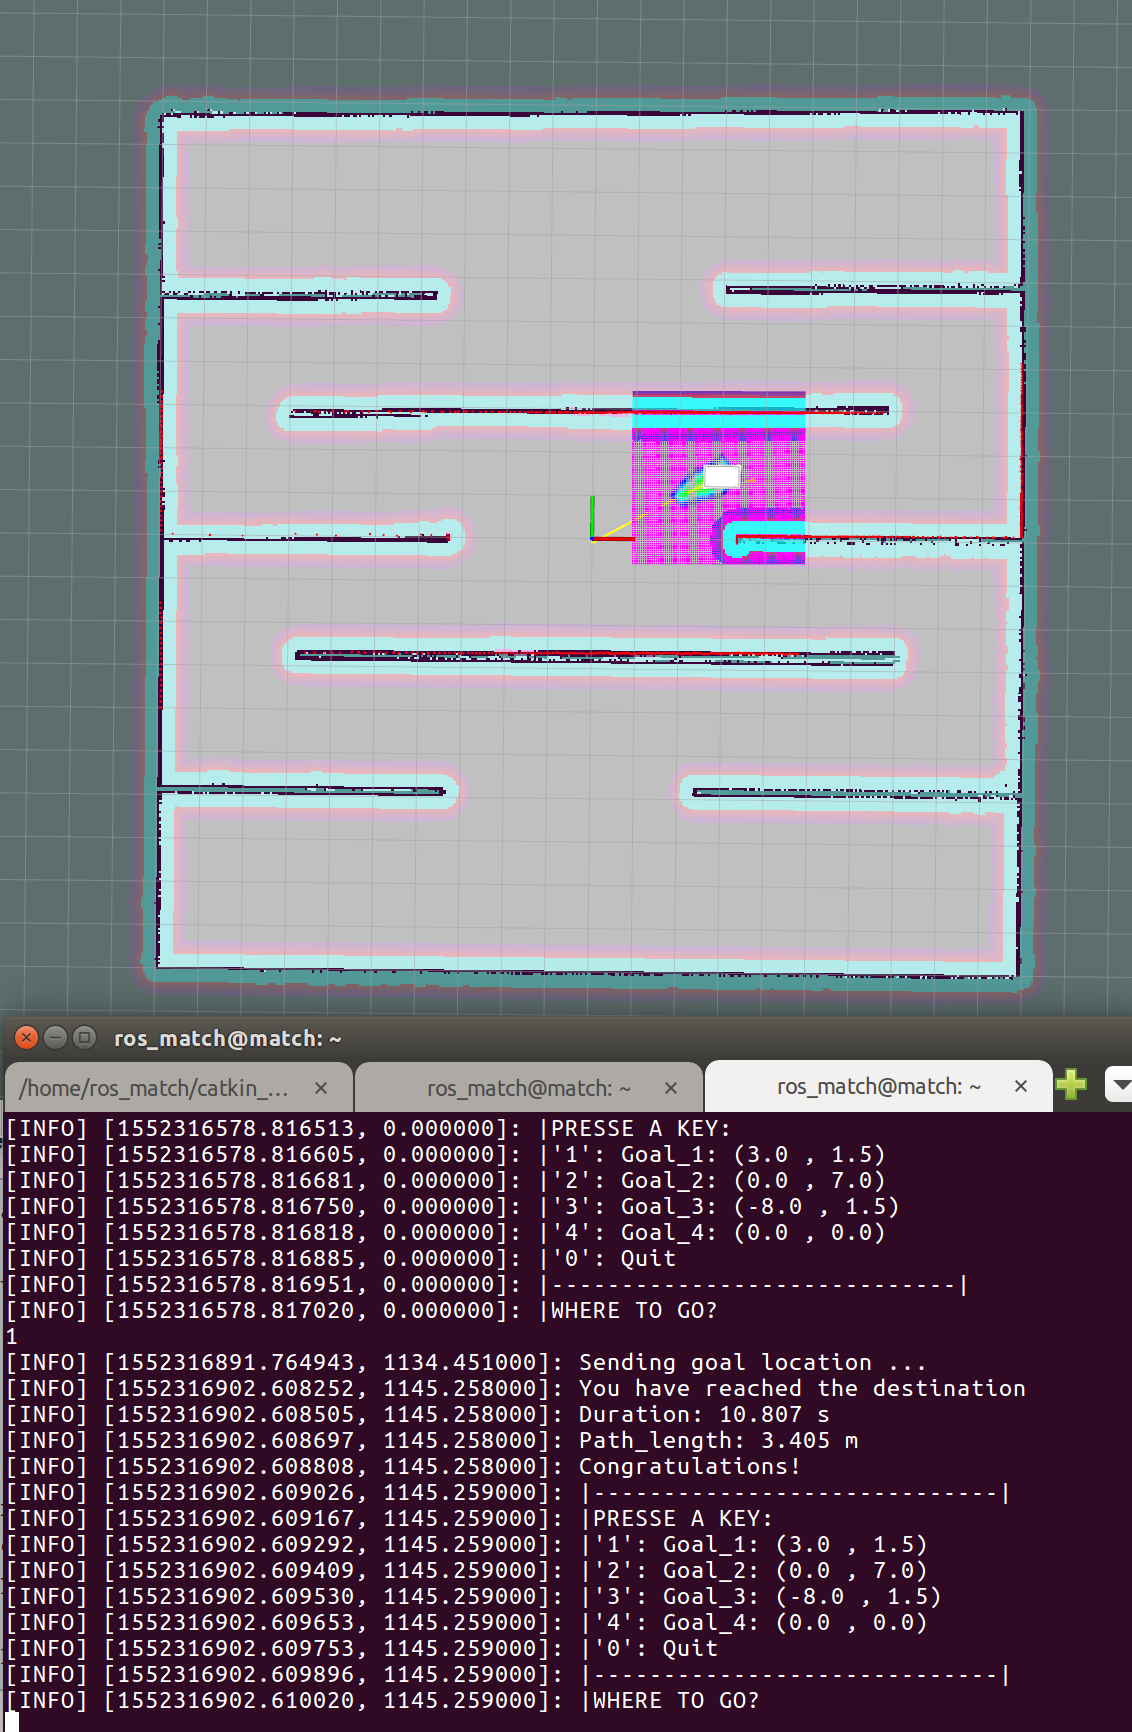 ros_match@match: ~
/home/ros_match/catkin_... × ros_match@match: ~ × ros_match@match: ~ ×
[INFO] [1552316578.816513, 0.000000]: |PRESSE A KEY:
[INFO] [1552316578.816605, 0.000000]: |'1': Goal_1: (3.0 , 1.5)
[INFO] [1552316578.816681, 0.000000]: |'2': Goal_2: (0.0 , 7.0)
[INFO] [1552316578.816750, 0.000000]: |'3': Goal_3: (-8.0 , 1.5)
[INFO] [1552316578.816818, 0.000000]: |'4': Goal_4: (0.0 , 0.0)
[INFO] [1552316578.816885, 0.000000]: |'0': Quit
[INFO] [1552316578.816951, 0.000000]: |-----------------------------|
[INFO] [1552316578.817020, 0.000000]: |WHERE TO GO?
1
[INFO] [1552316891.764943, 1134.451000]: Sending goal location ...
[INFO] [1552316902.608252, 1145.258000]: You have reached the destination
[INFO] [1552316902.608505, 1145.258000]: Duration: 10.807 s
[INFO] [1552316902.608697, 1145.258000]: Path_length: 3.405 m
[INFO] [1552316902.608808, 1145.258000]: Congratulations!
[INFO] [1552316902.609026, 1145.259000]: |-----------------------------|
[INFO] [1552316902.609167, 1145.259000]: |PRESSE A KEY:
[INFO] [1552316902.609292, 1145.259000]: |'1': Goal_1: (3.0 , 1.5)
[INFO] [1552316902.609409, 1145.259000]: |'2': Goal_2: (0.0 , 7.0)
[INFO] [1552316902.609530, 1145.259000]: |'3': Goal_3: (-8.0 , 1.5)
[INFO] [1552316902.609653, 1145.259000]: |'4': Goal_4: (0.0 , 0.0)
[INFO] [1552316902.609753, 1145.259000]: |'0': Quit
[INFO] [1552316902.609896, 1145.259000]: |-----------------------------|
[INFO] [1552316902.610020, 1145.259000]: |WHERE TO GO?